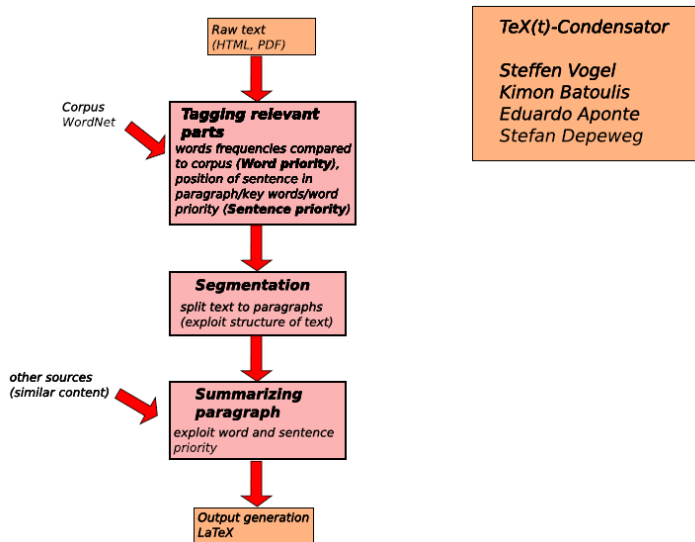 Raw text
(HTML, PDF)
TeX(t)-Condensator
Steffen Vogel
Kimon Batoulis
Eduardo Aponte
Stefan Depeweg
Corpus
WordNet
Tagging relevant
parts
words frequencies compared
to corpus (Word priority),
position of sentence in
paragraph/key words/word
priority (Sentence priority)
Segmentation
split text to paragraphs
(exploit structure of text)
other sources
(similar content)
Summarizing
paragraph
exploit word and sentence
priority
Output generation
LaTeX